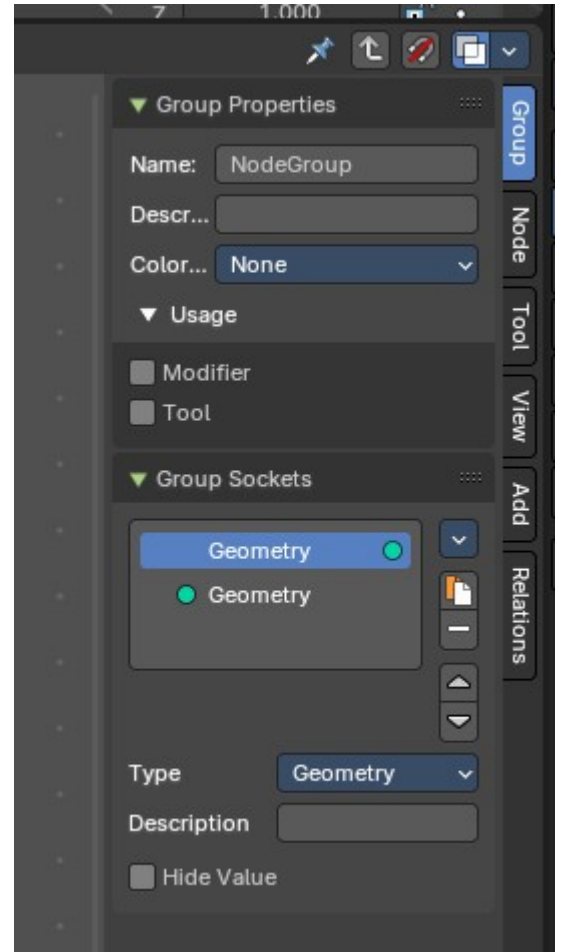 Z 1.000
Group Properties
Name: NodeGroup
Descr...
Color... None
Usage
Modifier
Tool
Group Sockets
Geometry
Geometry
Type Geometry
Description
Hide Value
Group
Node
Tool
View
Add
Relations